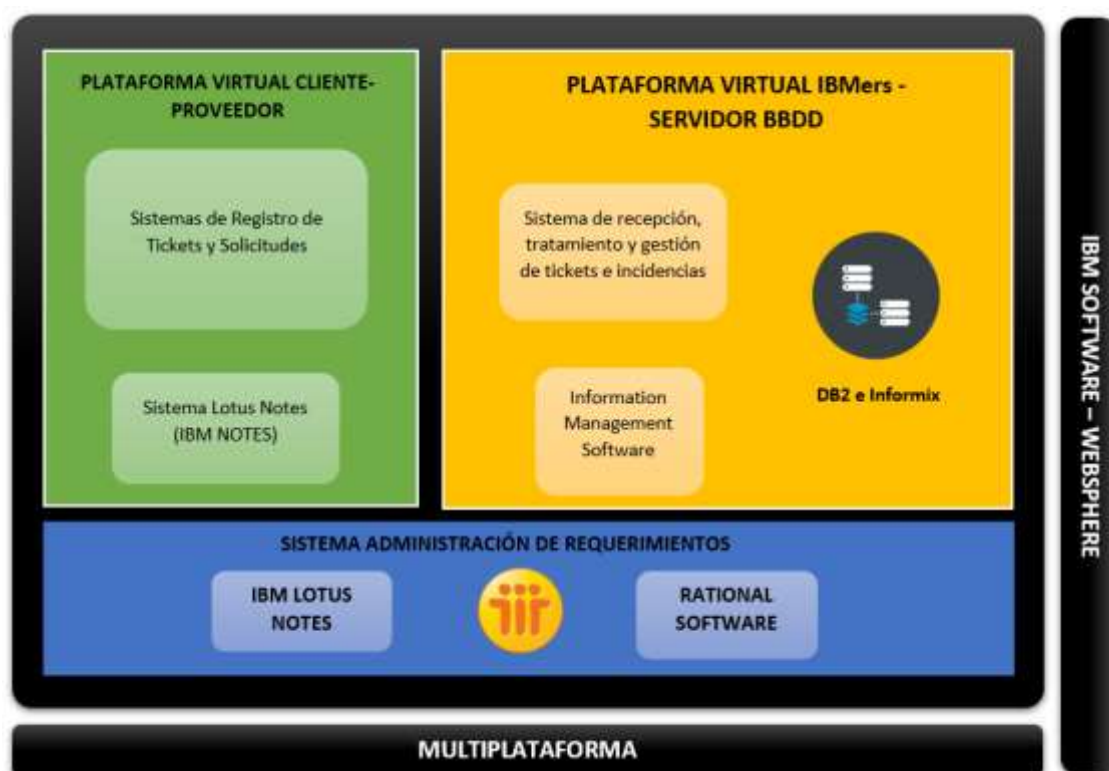 PLATAFORMA VIRTUAL CLIENTE-
PROVEEDOR
Sistemas de Registro de
Tickets y Solicitudes
Sistema Lotus Notes
(IBM NOTES)
PLATAFORMA VIRTUAL IBMers -
SERVIDOR BBDD
Sistema de recepción,
tratamiento y gestión
de tickets e incidencias
Information
Management
Software
DB2 e Informix
SISTEMA ADMINISTRACIÓN DE REQUERIMIENTOS
IBM LOTUS
NOTES
RATIONAL
SOFTWARE
MULTIPLATAFORMA
IBM SOFTWARE – WEBSPHERE